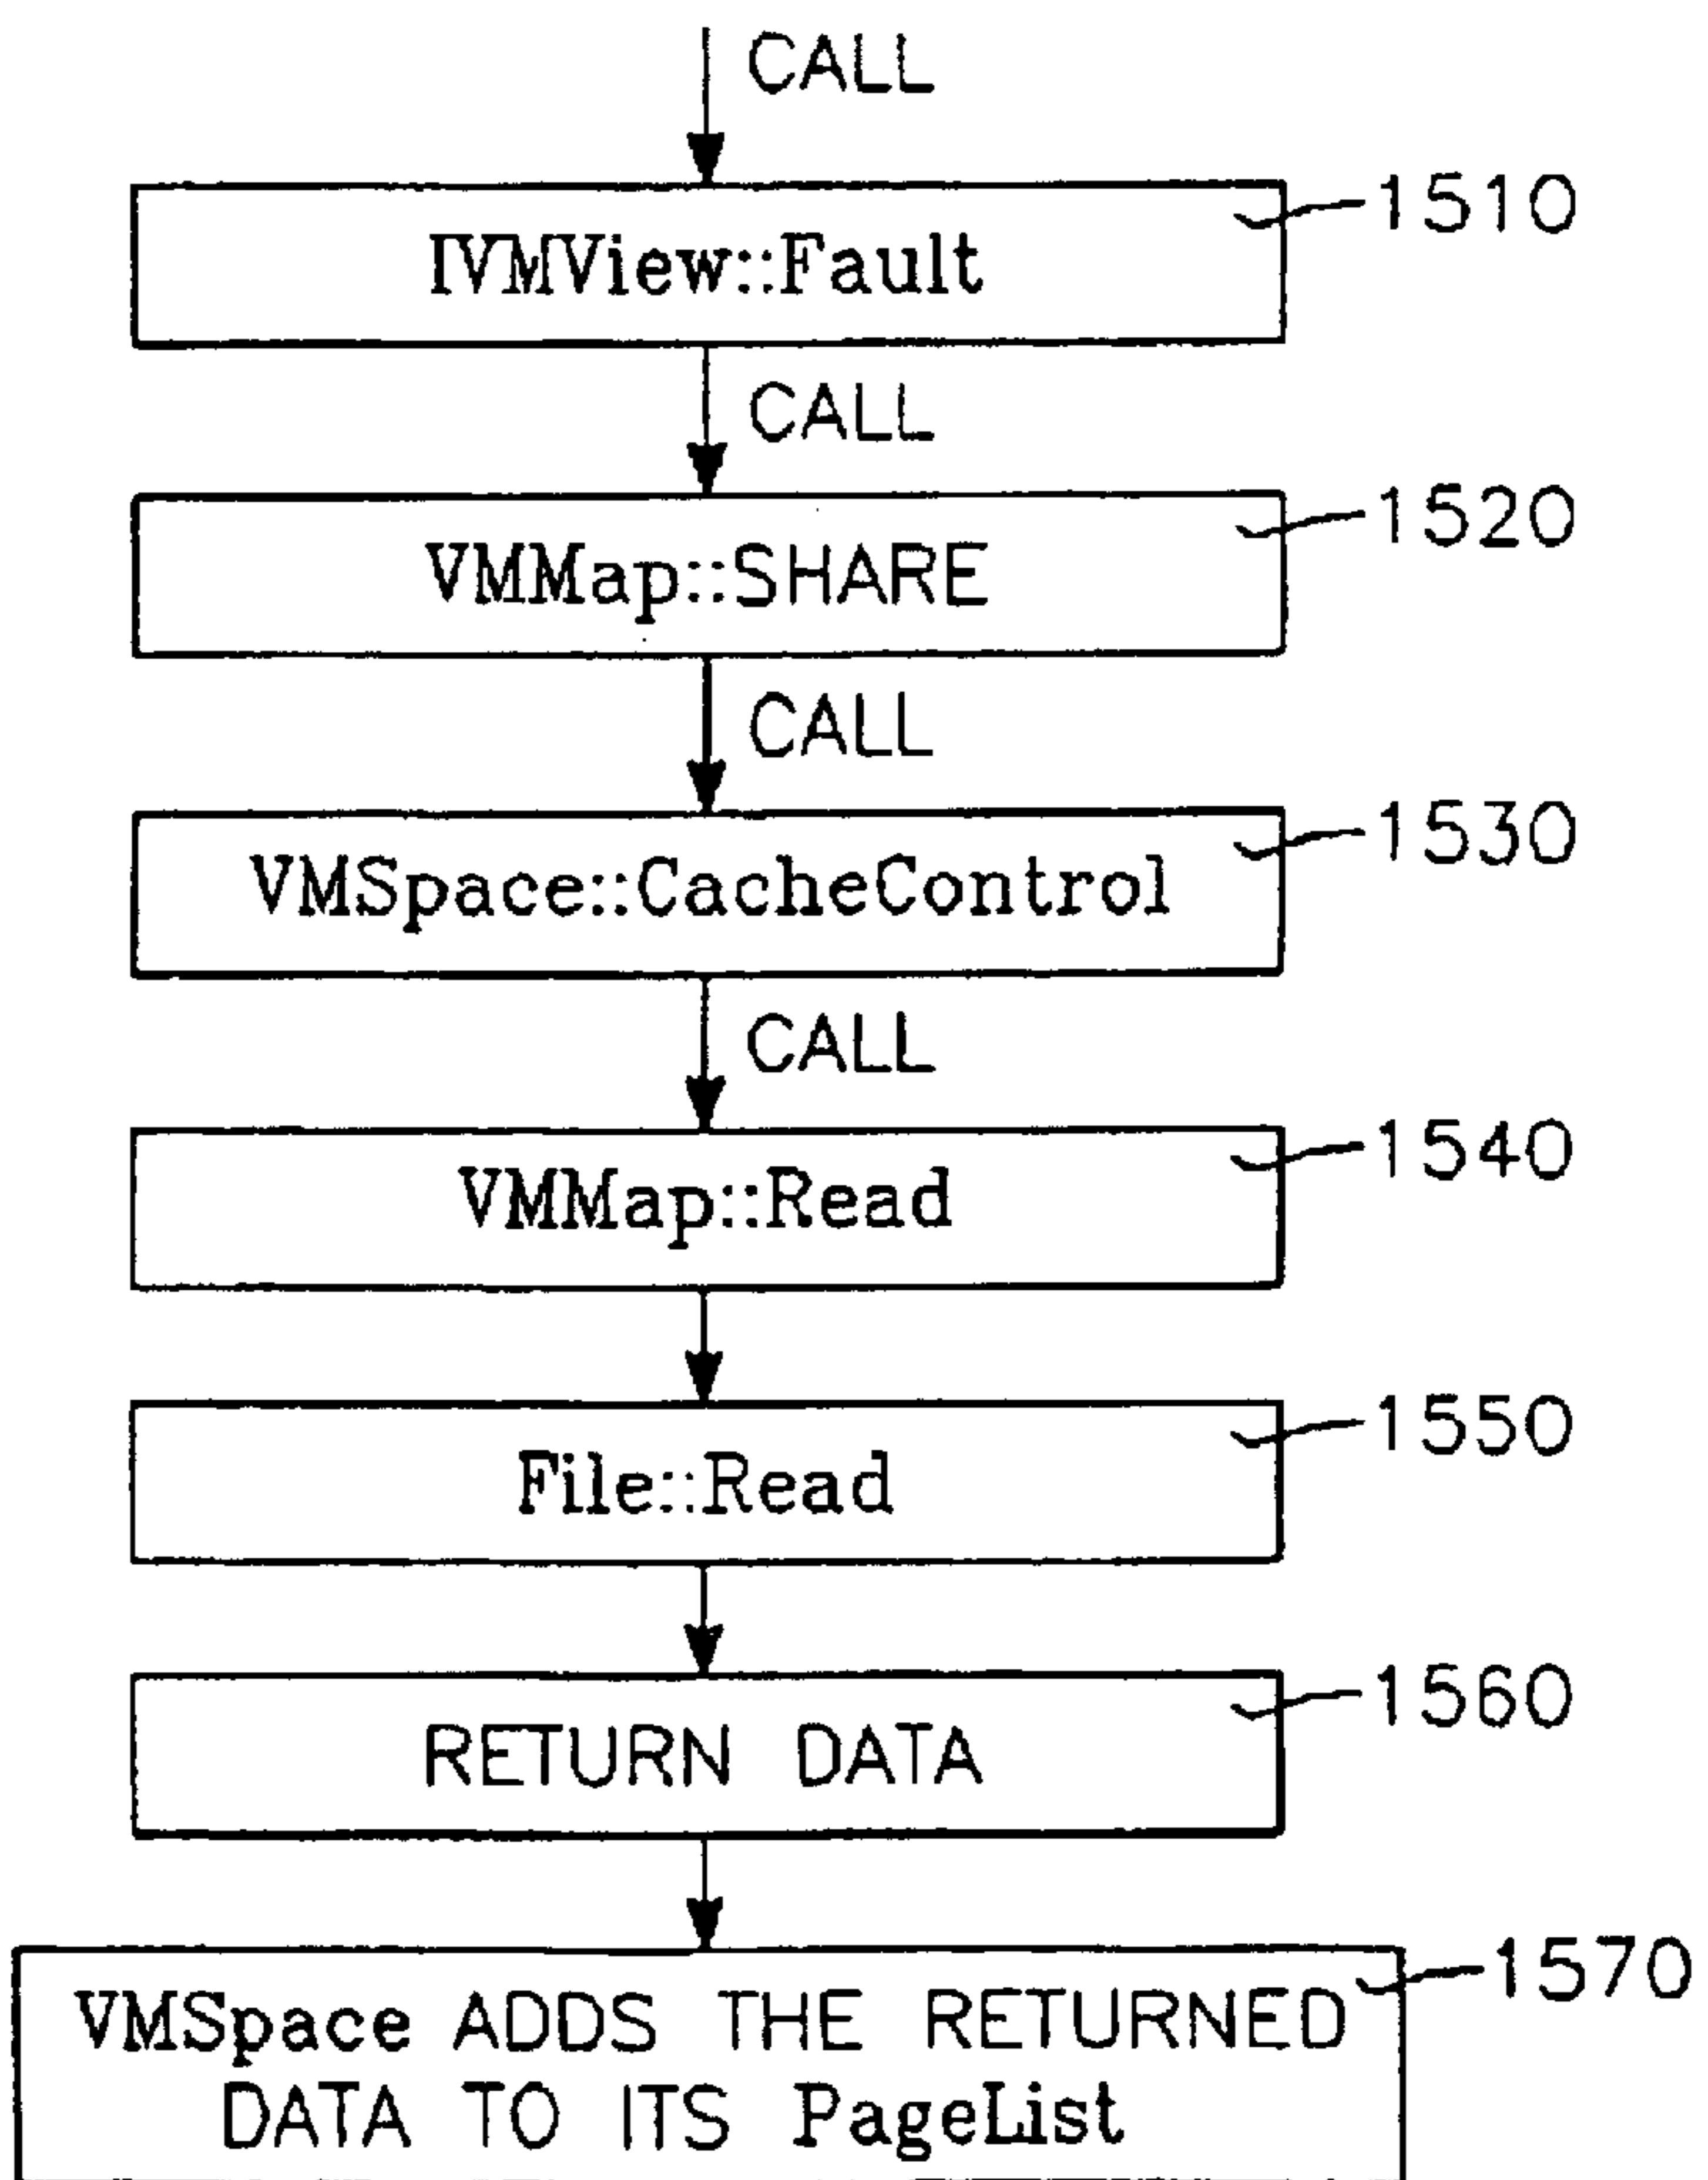 CALL
IVMView::Fault
1510
CALL
VMMap::SHARE
1520
CALL
VMSpace::CacheControl
1530
CALL
VMMap::Read
1540
File::Read
1550
RETURN DATA
1560
VMSpace ADDS THE RETURNED
DATA TO ITS PageList
1570